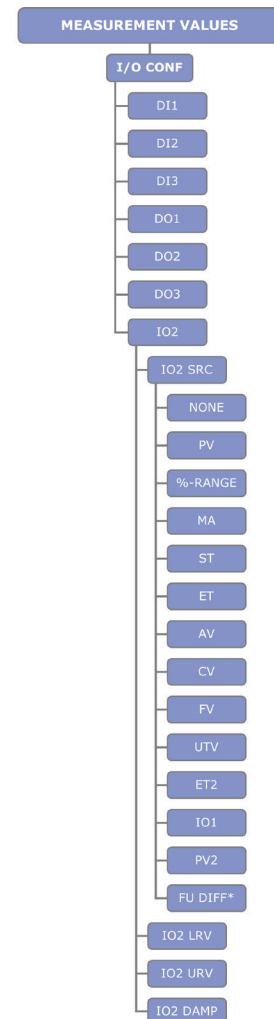 MEASUREMENT VALUES
I/O CONF
DI1
DI2
DI3
DO1
DO2
DO3
IO2
IO2 SRC
NONE
PV
%-RANGE
MA
ST
ET
AV
CV
FV
UTV
ET2
IO1
PV2
FU DIFF*
IO2 LRV
IO2 URV
IO2 DAMP